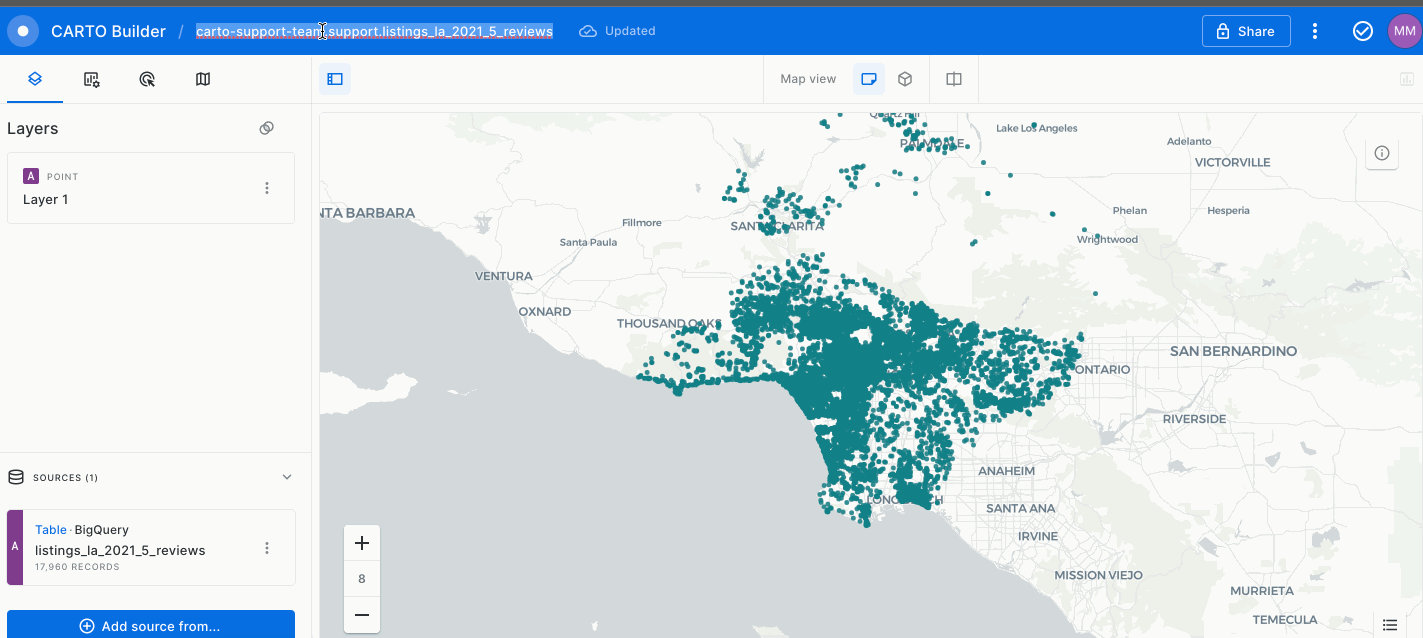 CARTO Builder / carto-support-team.support.listings_la_2021_5_reviews Updated Share MM
Map view
Layers
A POINT
Layer 1
SOURCES (1)
A
Table · BigQuery
listings_la_2021_5_reviews
17,960 RECORDS
Add source from...
Quartz Hill
Lake Los Angeles
PALMDALE
Adelanto
VICTORVILLE
NTA BARBARA
Fillmore
Phelan
Hesperia
SANTA CLARITA
Santa Paula
Wrightwood
VENTURA
OXNARD
THOUSAND OAKS
SAN BERNARDINO
ONTARIO
RIVERSIDE
ANAHEIM
LONG BEACH
SANTA ANA
IRVINE
MISSION VIEJO
MURRIETA
TEMECULA
+
8
−